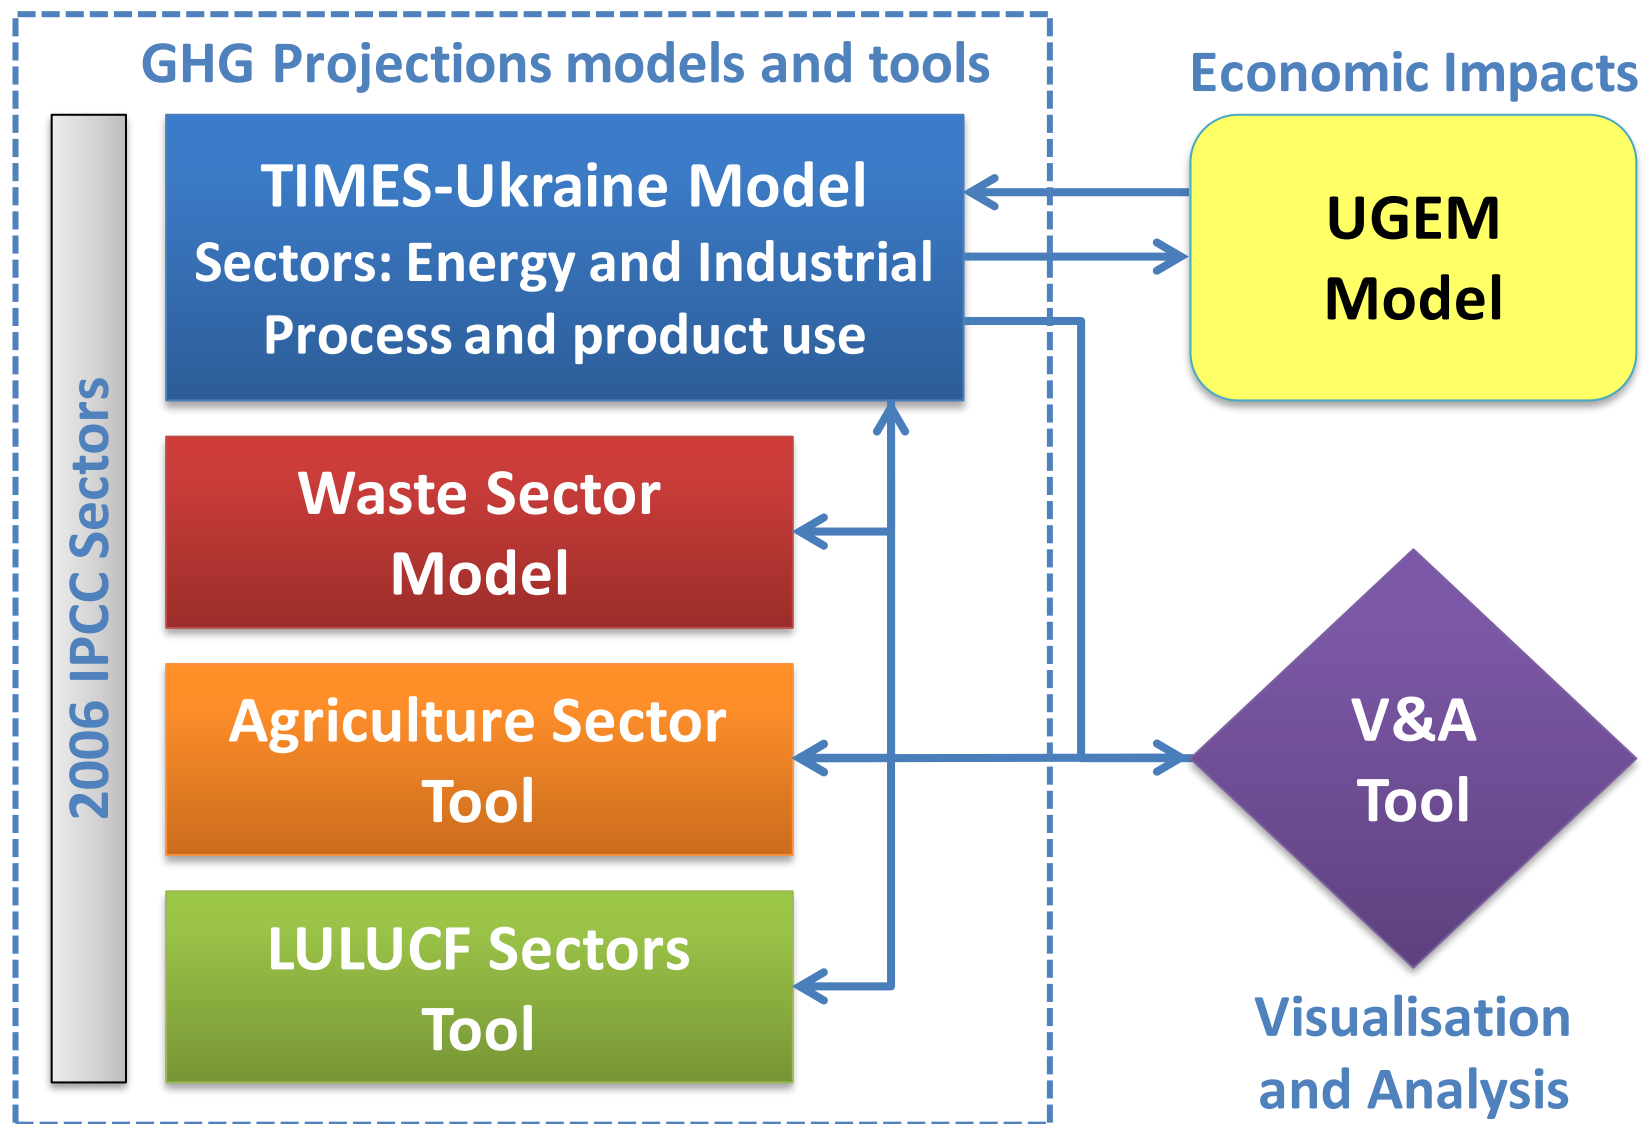 GHG Projections models and tools
Economic Impacts
2006 IPCC Sectors
TIMES-Ukraine Model
Sectors: Energy and Industrial
Process and product use
UGEM
Model
Waste Sector
Model
Agriculture Sector
Tool
V&A
Tool
LULUCF Sectors
Tool
Visualisation
and Analysis